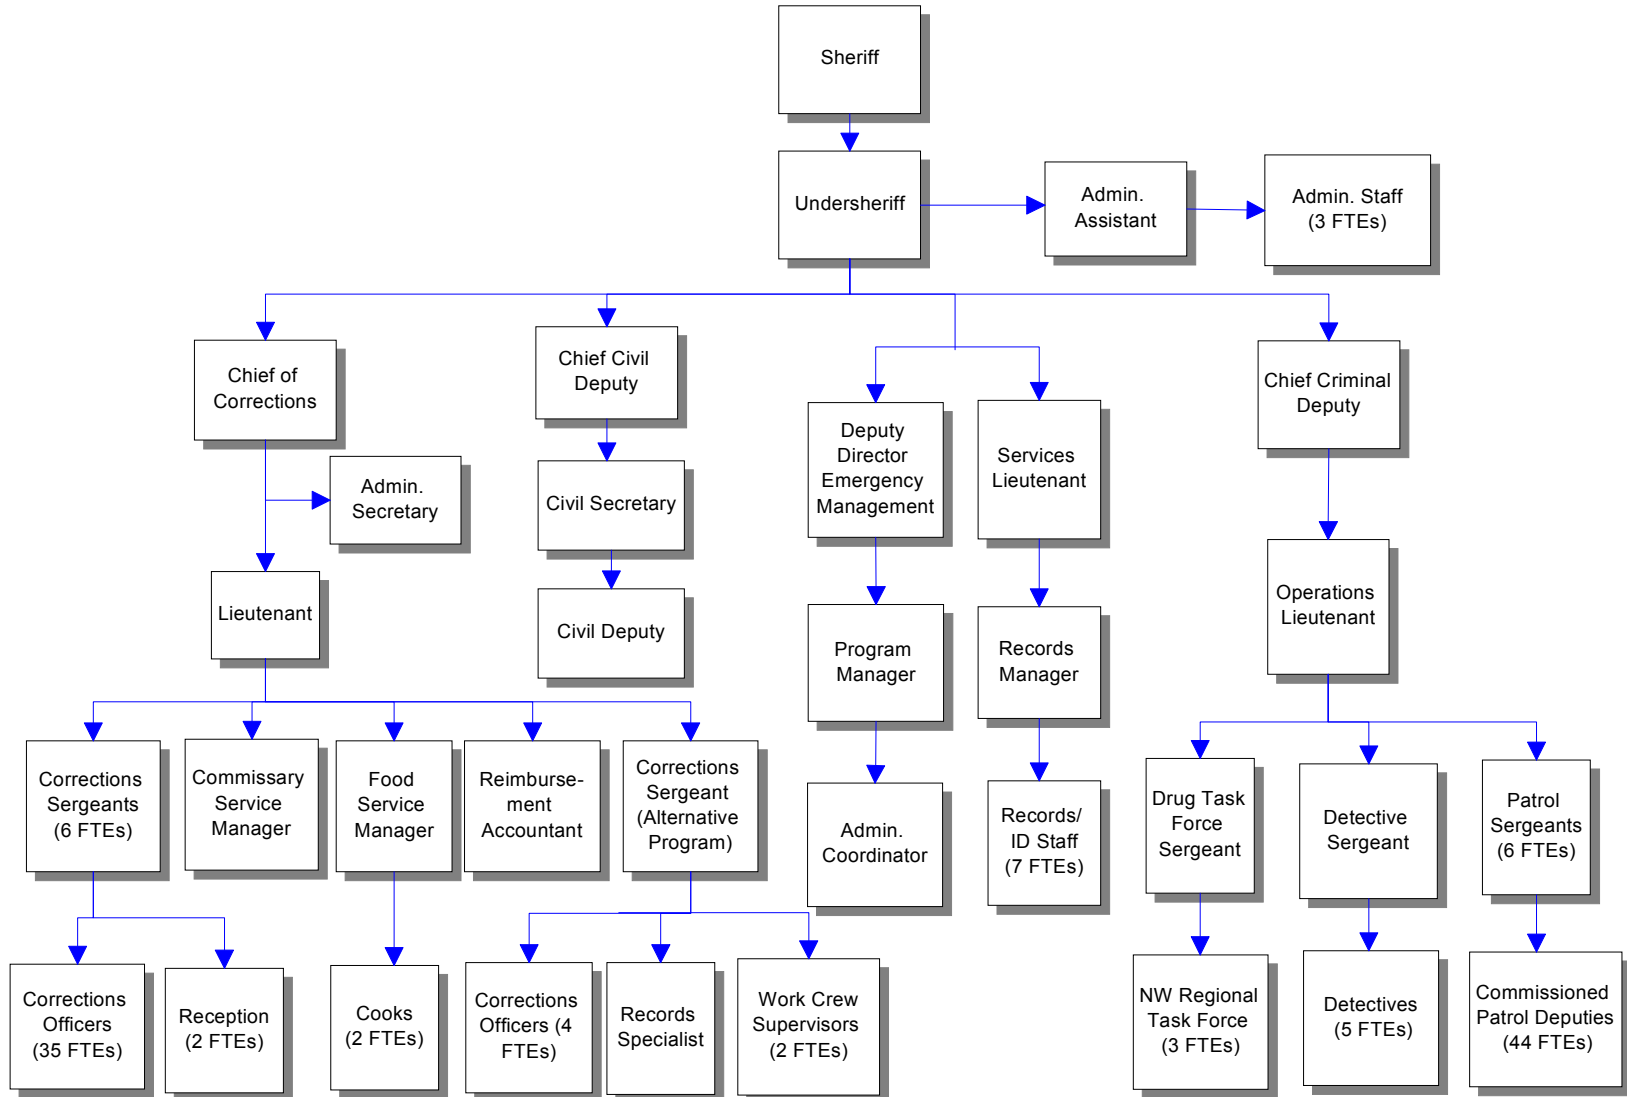 Sheriff
Undersheriff
Admin.
Assistant
Admin. Staff
(3 FTEs)
Chief of
Corrections
Chief Civil
Deputy
Chief Criminal
Deputy
Deputy
Director
Emergency
Management
Services
Lieutenant
Admin.
Secretary
Civil Secretary
Lieutenant
Civil Deputy
Program
Manager
Records
Manager
Operations
Lieutenant
Corrections
Sergeants
(6 FTEs)
Commissary
Service
Manager
Food
Service
Manager
Reimburse-
ment
Accountant
Corrections
Sergeant
(Alternative
Program)
Admin.
Coordinator
Records/
ID Staff
(7 FTEs)
Drug Task
Force
Sergeant
Detective
Sergeant
Patrol
Sergeants
(6 FTEs)
Corrections
Officers
(35 FTEs)
Reception
(2 FTEs)
Cooks
(2 FTEs)
Corrections
Officers (4
FTEs)
Records
Specialist
Work Crew
Supervisors
(2 FTEs)
NW Regional
Task Force
(3 FTEs)
Detectives
(5 FTEs)
Commissioned
Patrol Deputies
(44 FTEs)